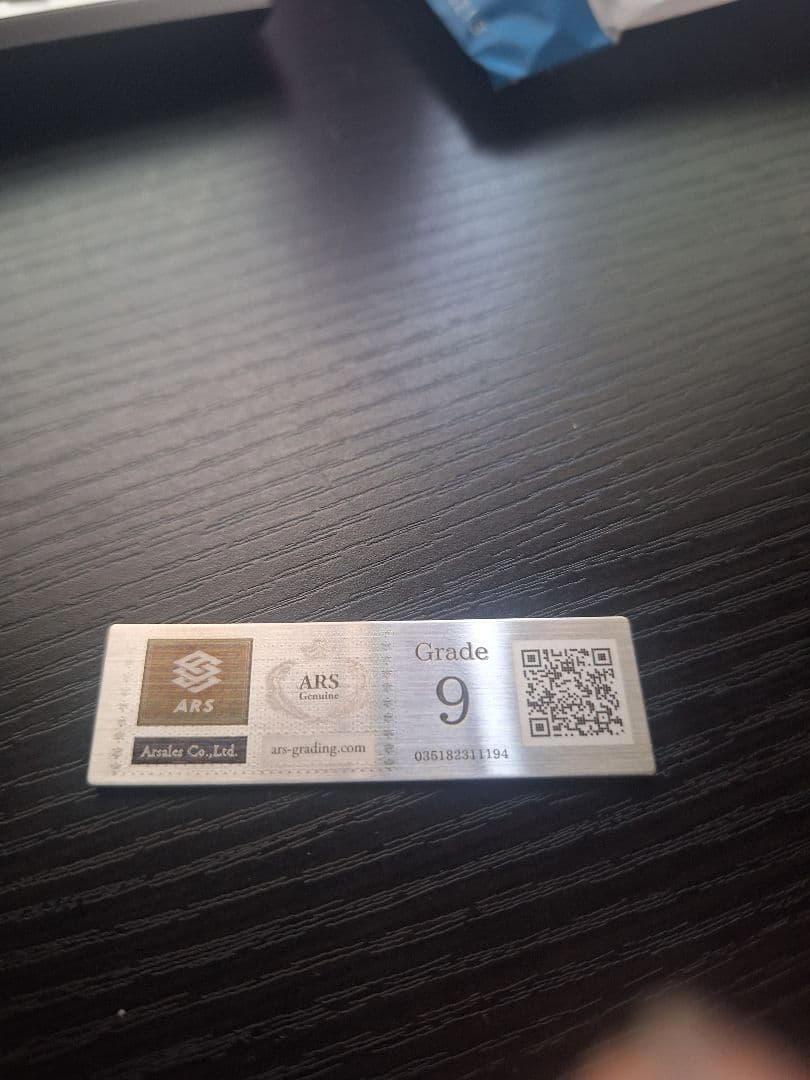 ARS
Arsales Co.,Ltd.
ARS
Genuine
ars-grading.com
Grade
9
035182311194